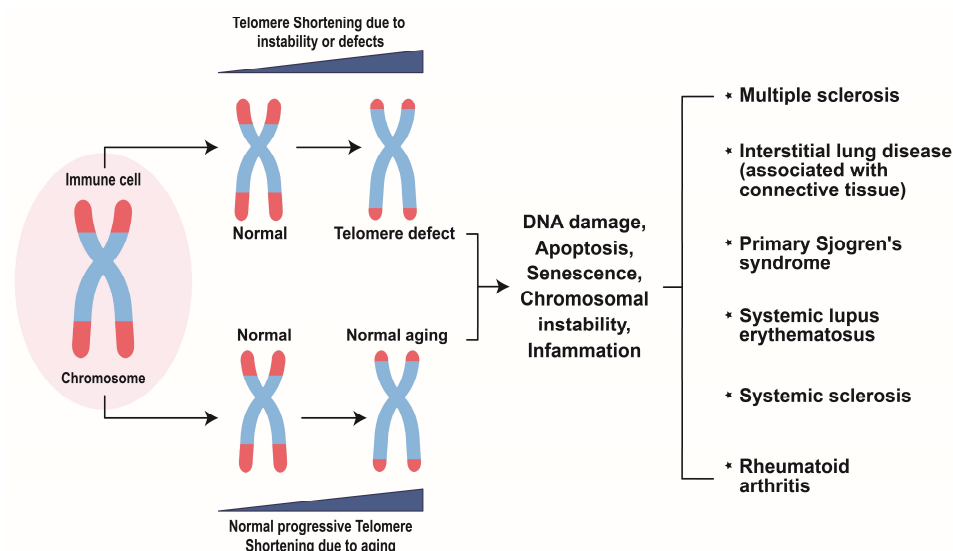 Telomere Shortening due to
instability or defects
Immune cell
Chromosome
Normal
Telomere defect
Normal
Normal aging
Normal progressive Telomere
Shortening due to aging
DNA damage,
Apoptosis,
Senescence,
Chromosomal
instability,
Infammation
Multiple sclerosis
Interstitial lung disease
(associated with
connective tissue)
Primary Sjogren's
syndrome
Systemic lupus
erythematosus
Systemic sclerosis
Rheumatoid
arthritis